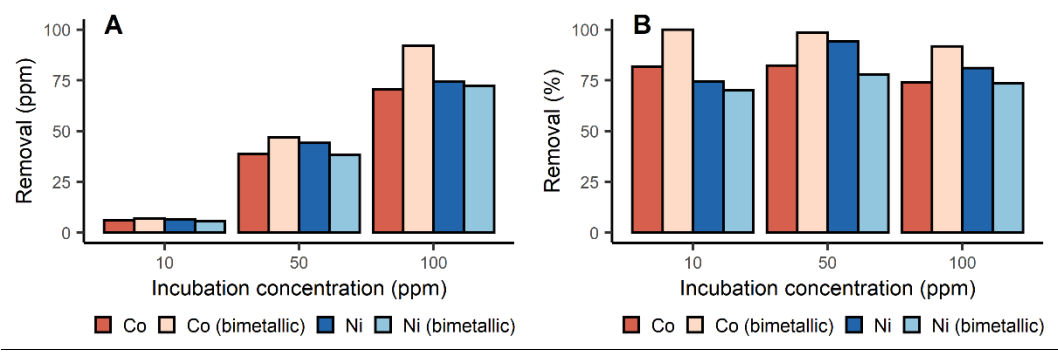 A
Removal (ppm)
100
75
50
25
0
10 50 100
Incubation concentration (ppm)
Co Co (bimetallic) Ni Ni (bimetallic)
B
Removal (%)
100
75
50
25
0
10 50 100
Incubation concentration (ppm)
Co Co (bimetallic) Ni Ni (bimetallic)